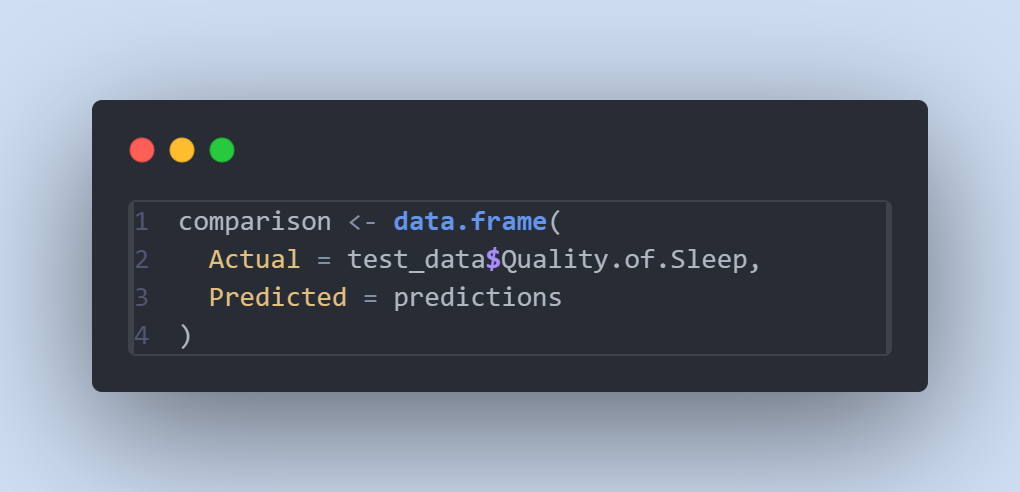 1 comparison <- data.frame(
2   Actual = test_data$Quality.of.Sleep,
3   Predicted = predictions
4 )